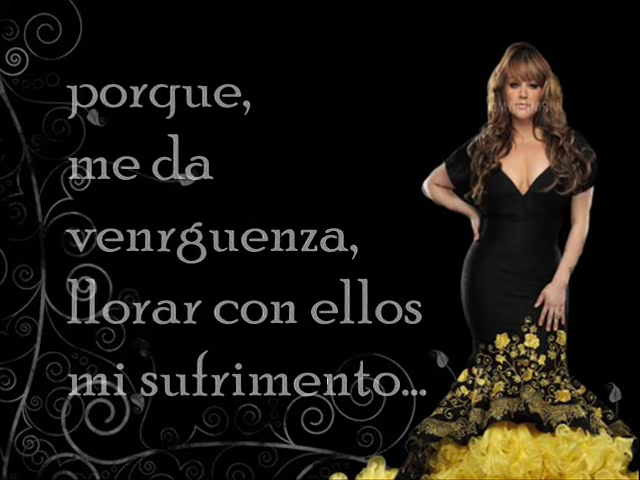 porque,
me da
venrguenza,
llorar con ellos
mi sufrimento...